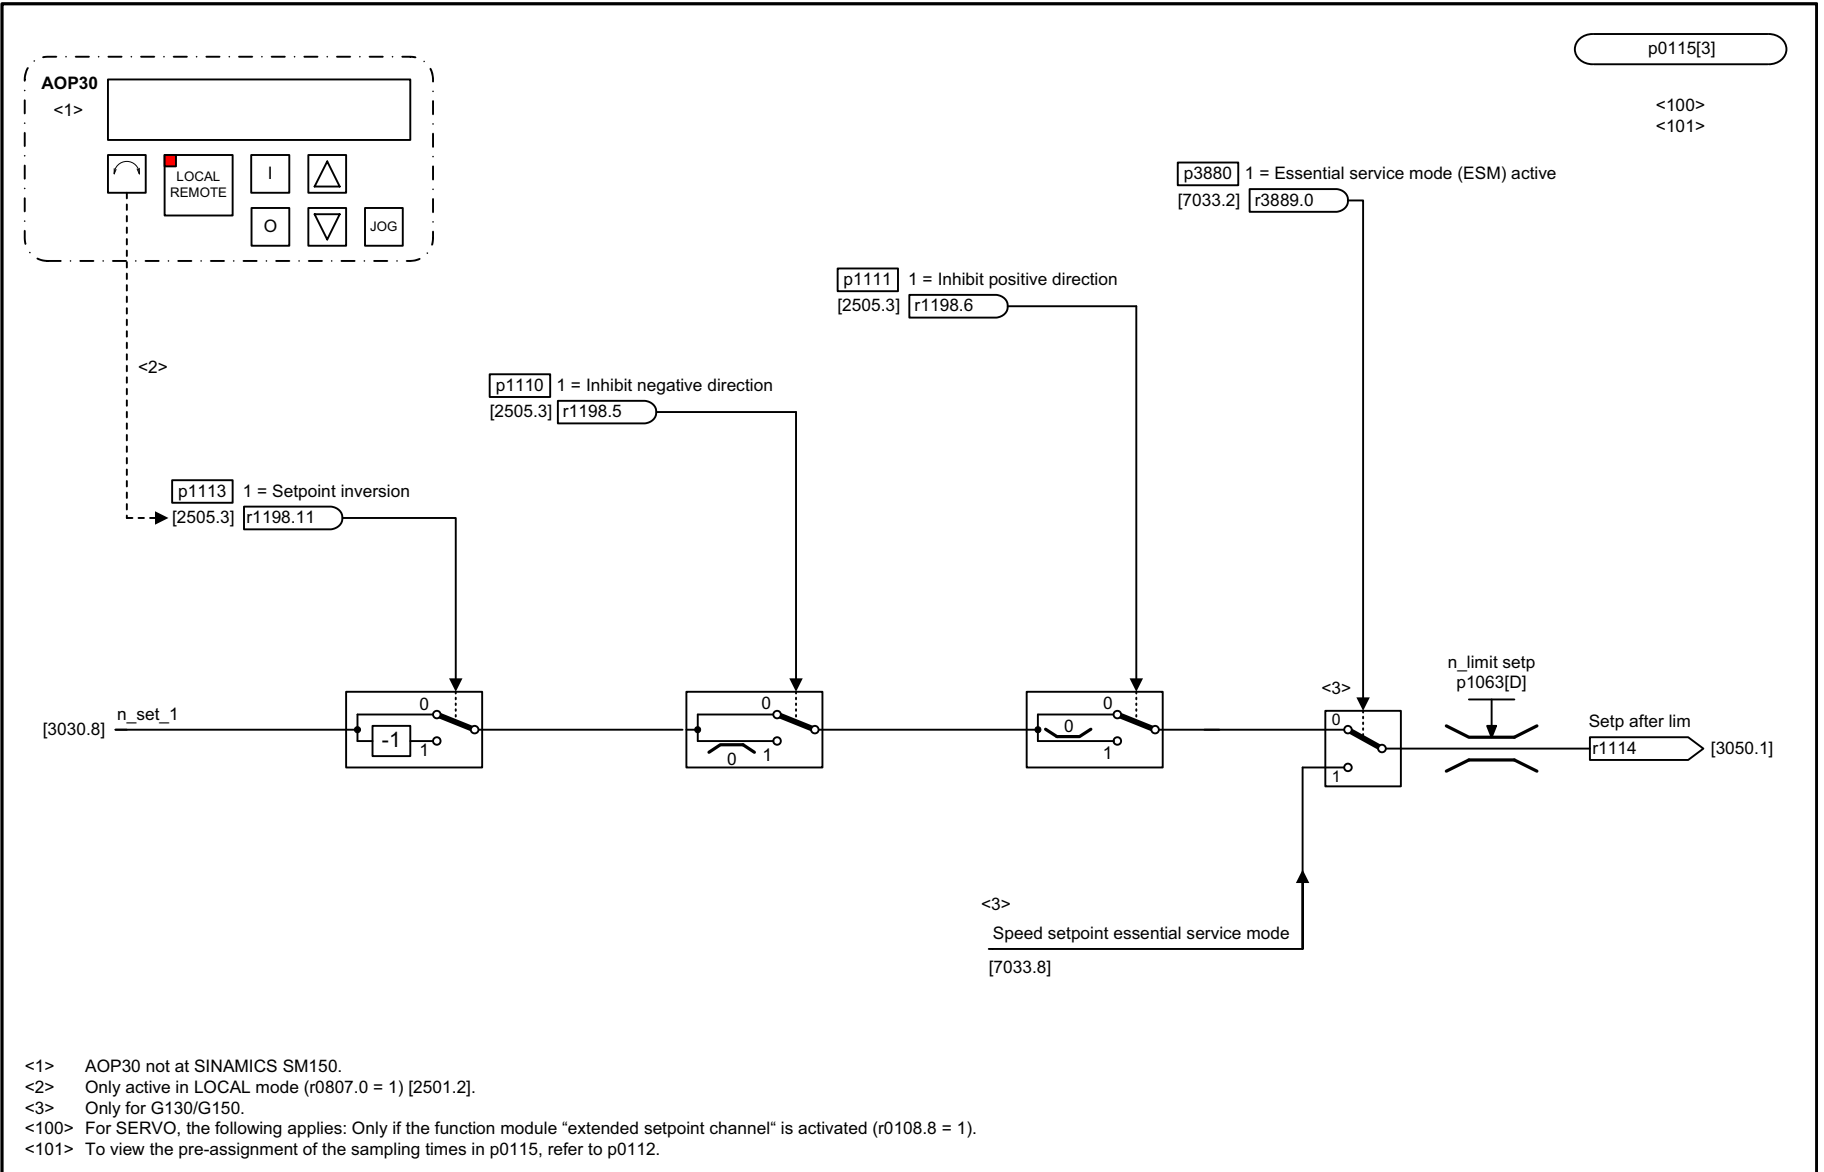 p0115[3]
AOP30
<1>
<100>
<101>
LOCAL
REMOTE
I
O
JOG
p3880 1 = Essential service mode (ESM) active
[7033.2] r3889.0
p1111 1 = Inhibit positive direction
[2505.3] r1198.6
<2>
p1110 1 = Inhibit negative direction
[2505.3] r1198.5
p1113 1 = Setpoint inversion
[2505.3] r1198.11
n_limit setp
p1063[D]
<3>
[3030.8] n_set_1
0
-1
1
0
0
1
0
0
1
0
1
Setp after lim
r1114 [3050.1]
<3>
Speed setpoint essential service mode
[7033.8]
<1> AOP30 not at SINAMICS SM150.
<2> Only active in LOCAL mode (r0807.0 = 1) [2501.2].
<3> Only for G130/G150.
<100> For SERVO, the following applies: Only if the function module “extended setpoint channel“ is activated (r0108.8 = 1).
<101> To view the pre-assignment of the sampling times in p0115, refer to p0112.